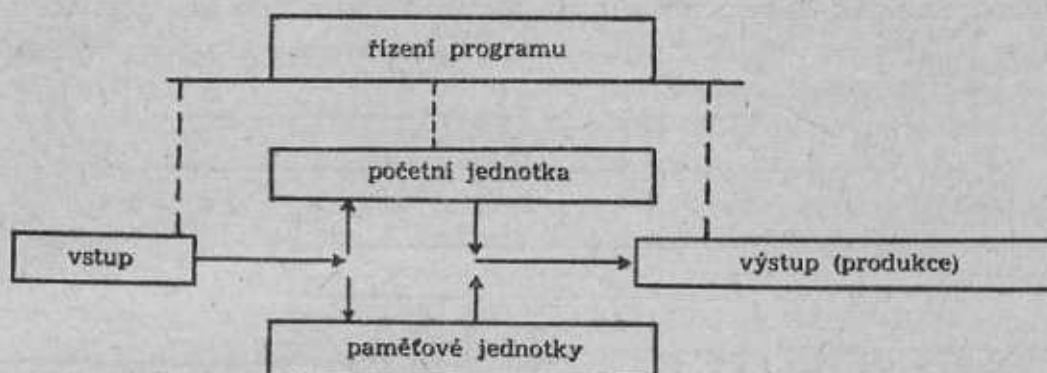 řízení programu
početní jednotka
vstup
výstup (produkce)
paměťové jednotky